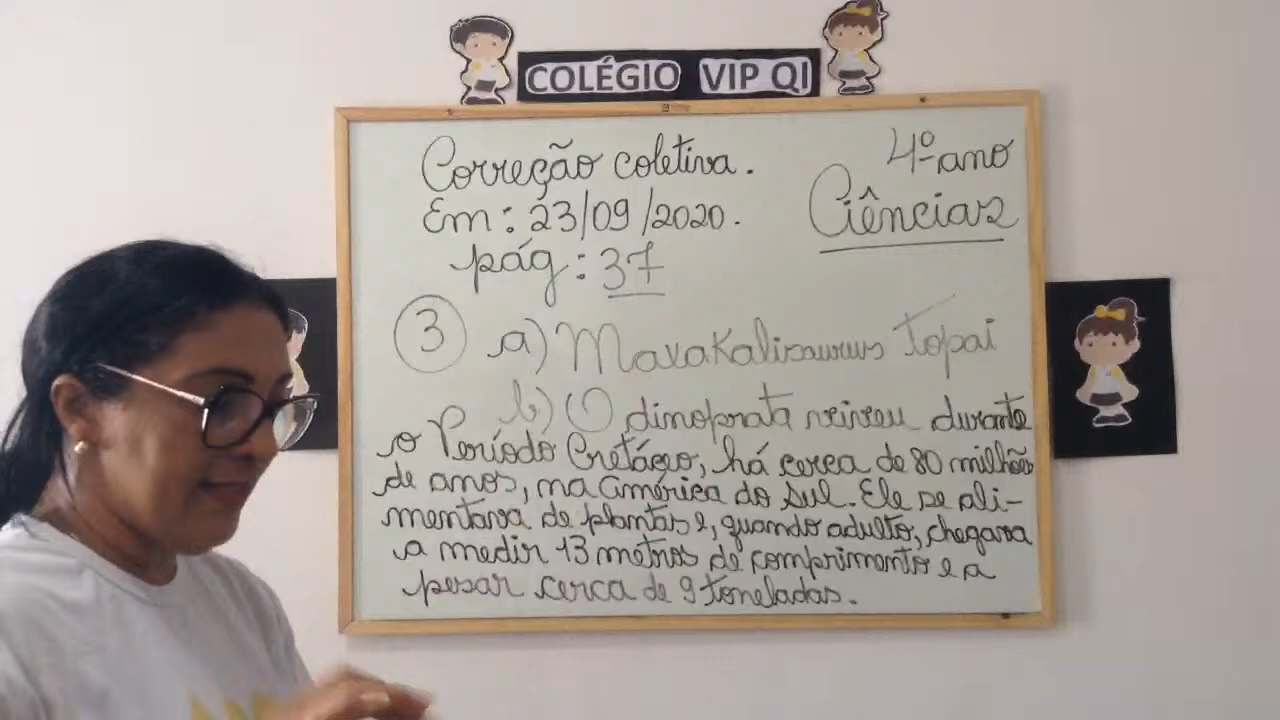 COLÉGIO VIP QI
Correção coletiva.
4º ano
Em: 23/09/2020.
Ciências
pág: 37
3 a) Maxakalisaurus topai
b) O dinoprata viveu durante
o Período Cretáceo, há cerca de 80 milhões
de anos, na América do Sul. Ele se ali-
mentava de plantas e, quando adulto, chegava
a medir 13 metros de comprimento e a
pesar cerca de 9 toneladas.